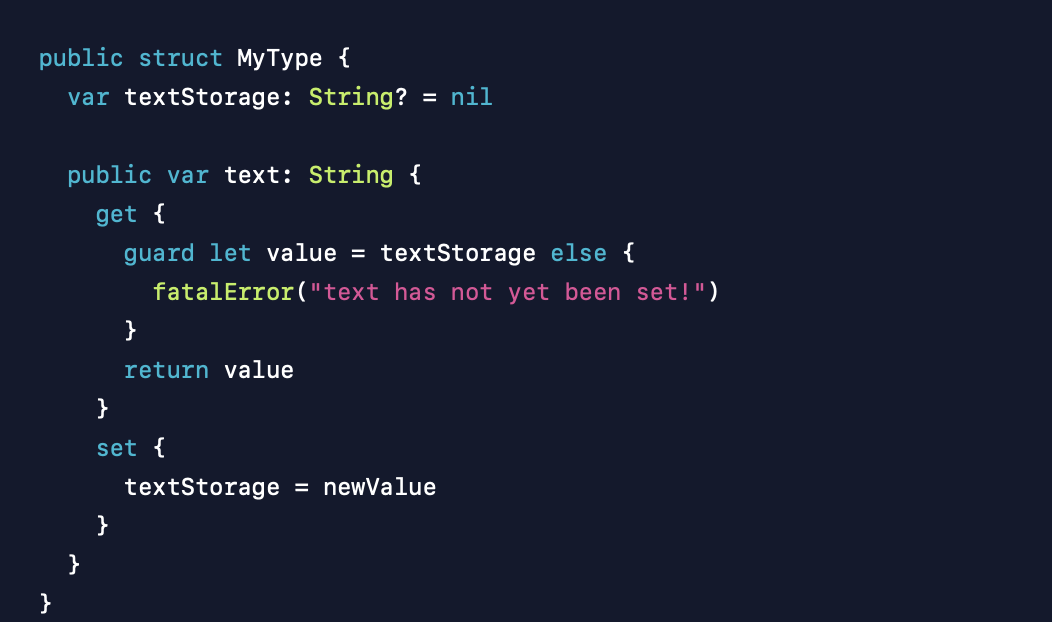 public struct MyType {
  var textStorage: String? = nil

  public var text: String {
    get {
      guard let value = textStorage else {
        fatalError("text has not yet been set!")
      }
      return value
    }
    set {
      textStorage = newValue
    }
  }
}